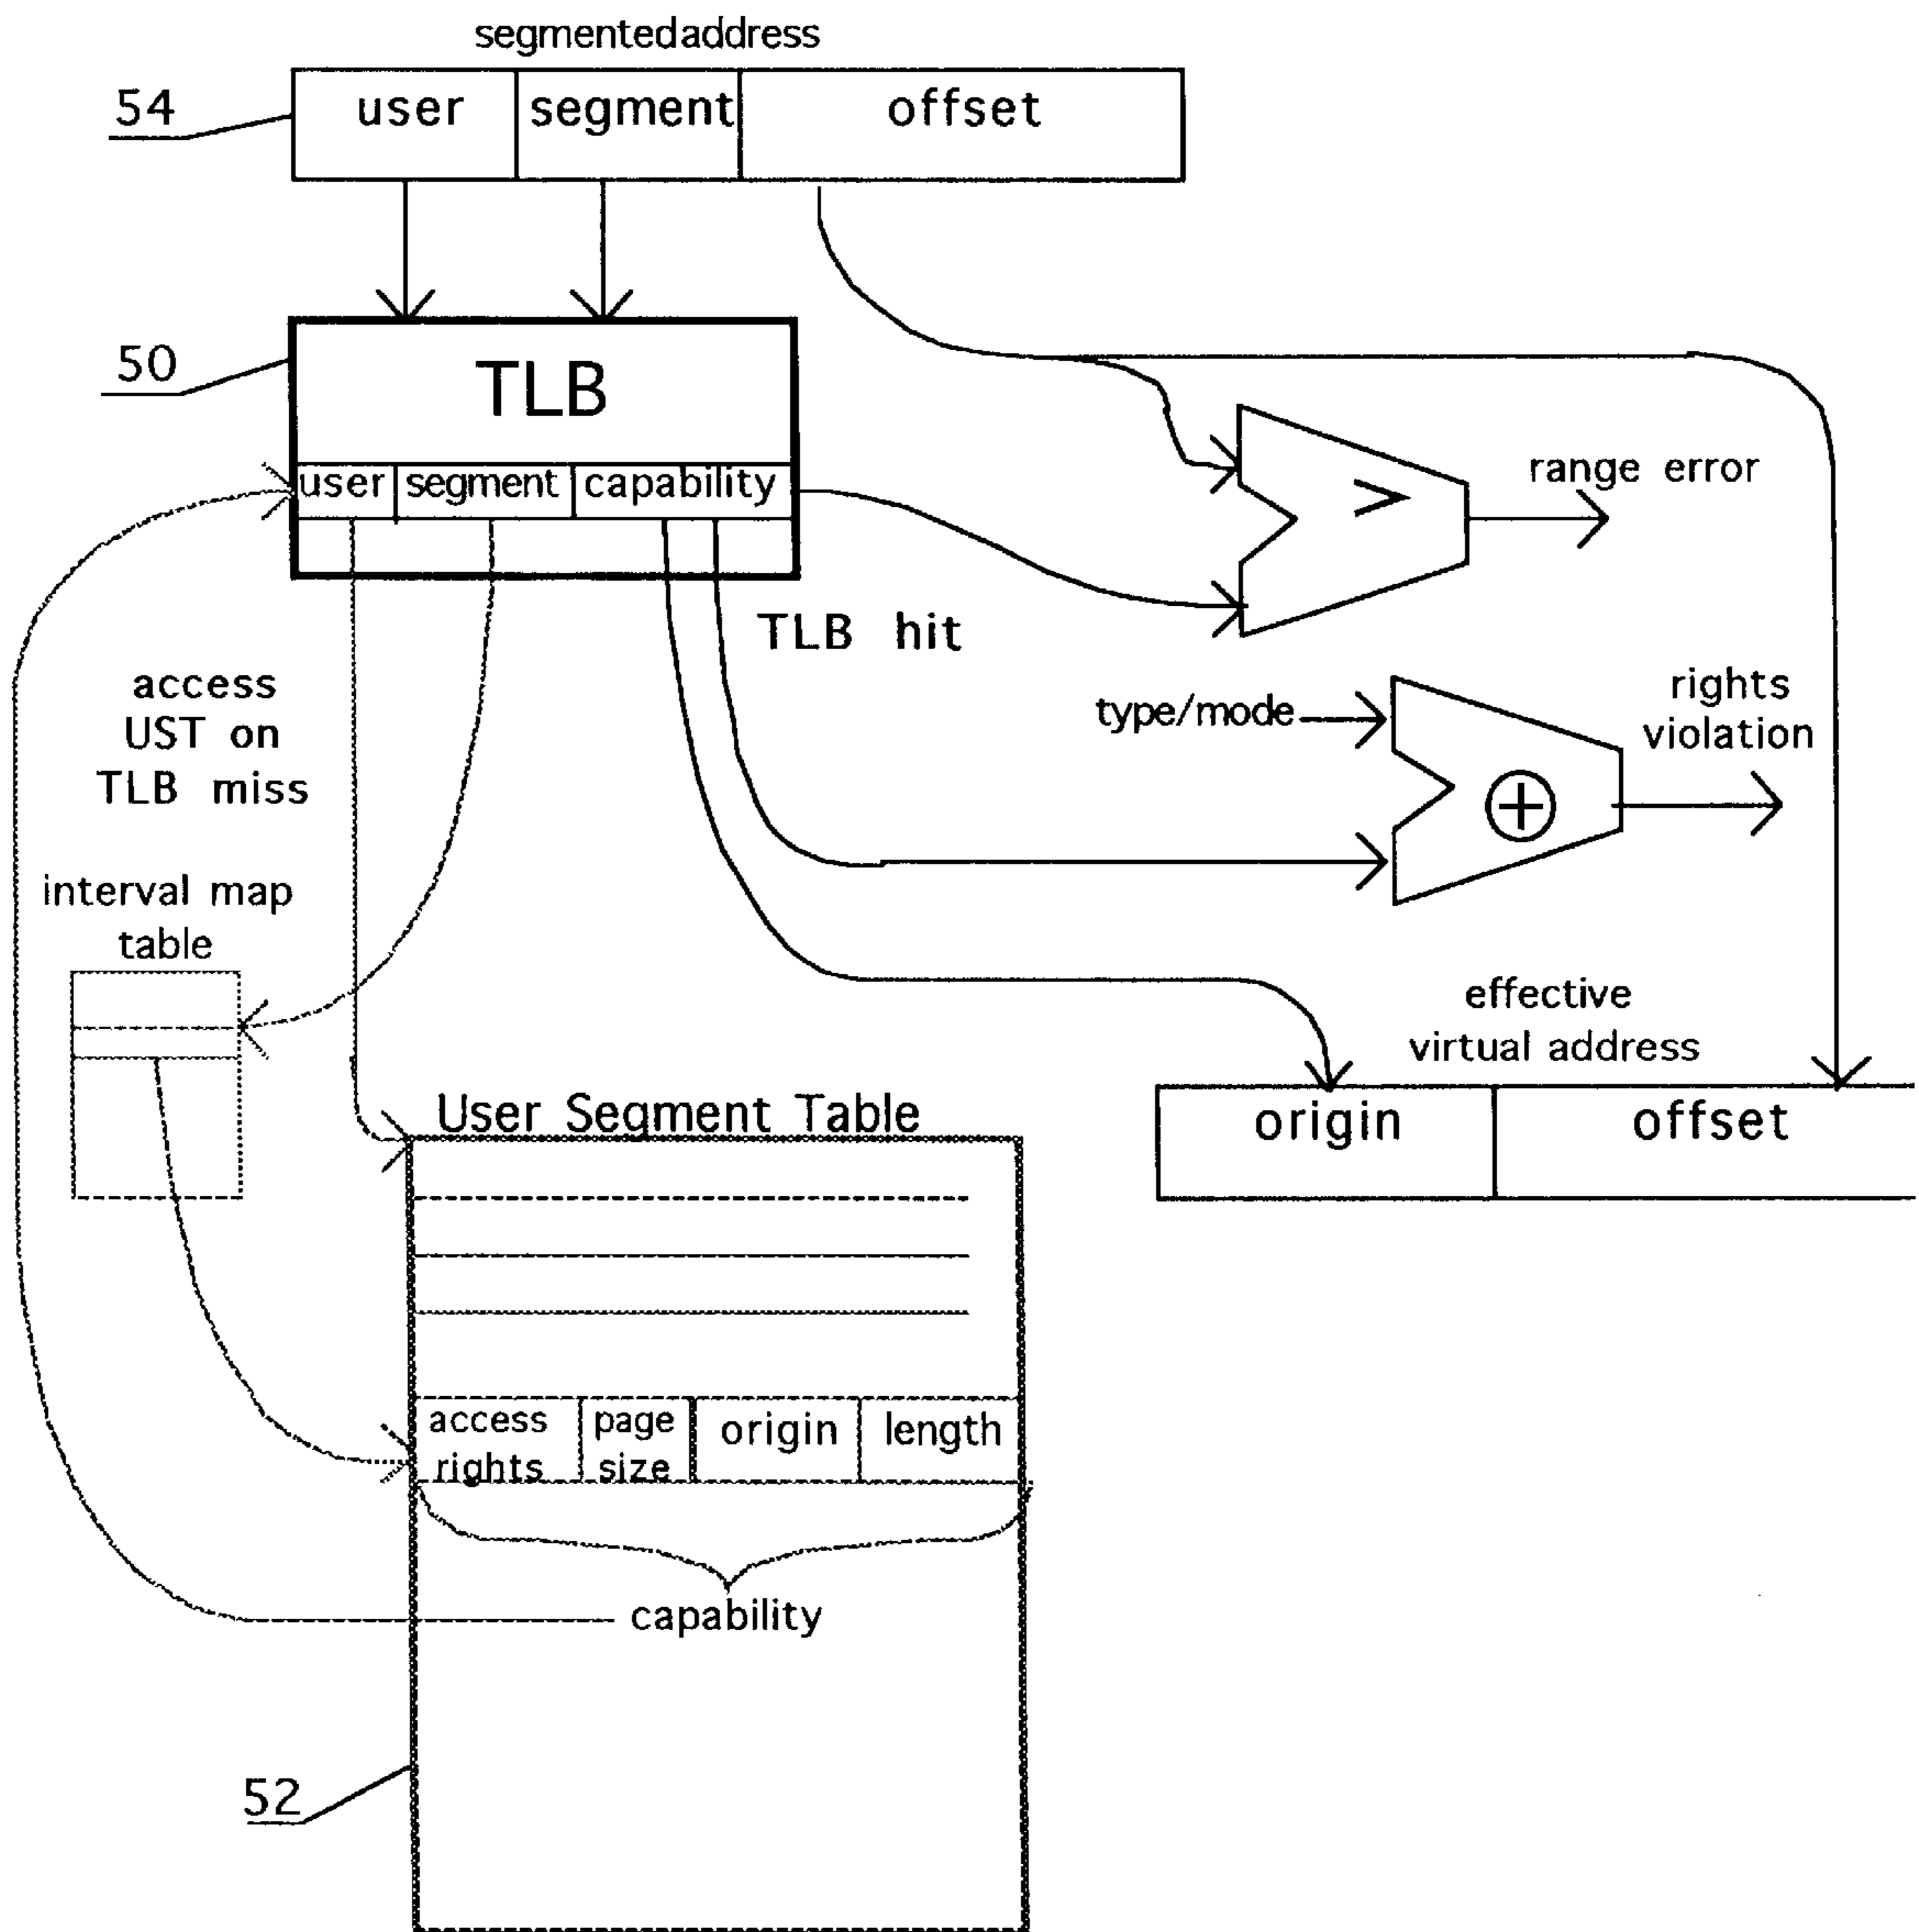 segmentedaddress
54
user segment offset
50
TLB
user segment capability
>
range error
TLB hit
access
UST on
TLB miss
type/mode
rights
violation
interval map
table
effective
virtual address
origin offset
User Segment Table
access
rights
page
size
origin
length
capability
52